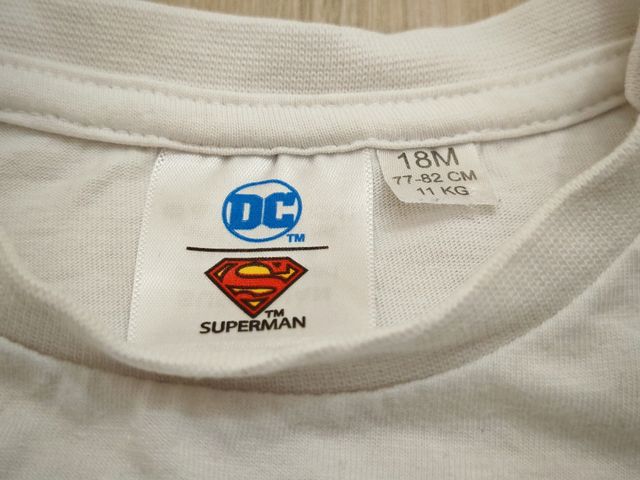 DC
TM
TM
SUPERMAN
18M
77-82 CM
11 KG